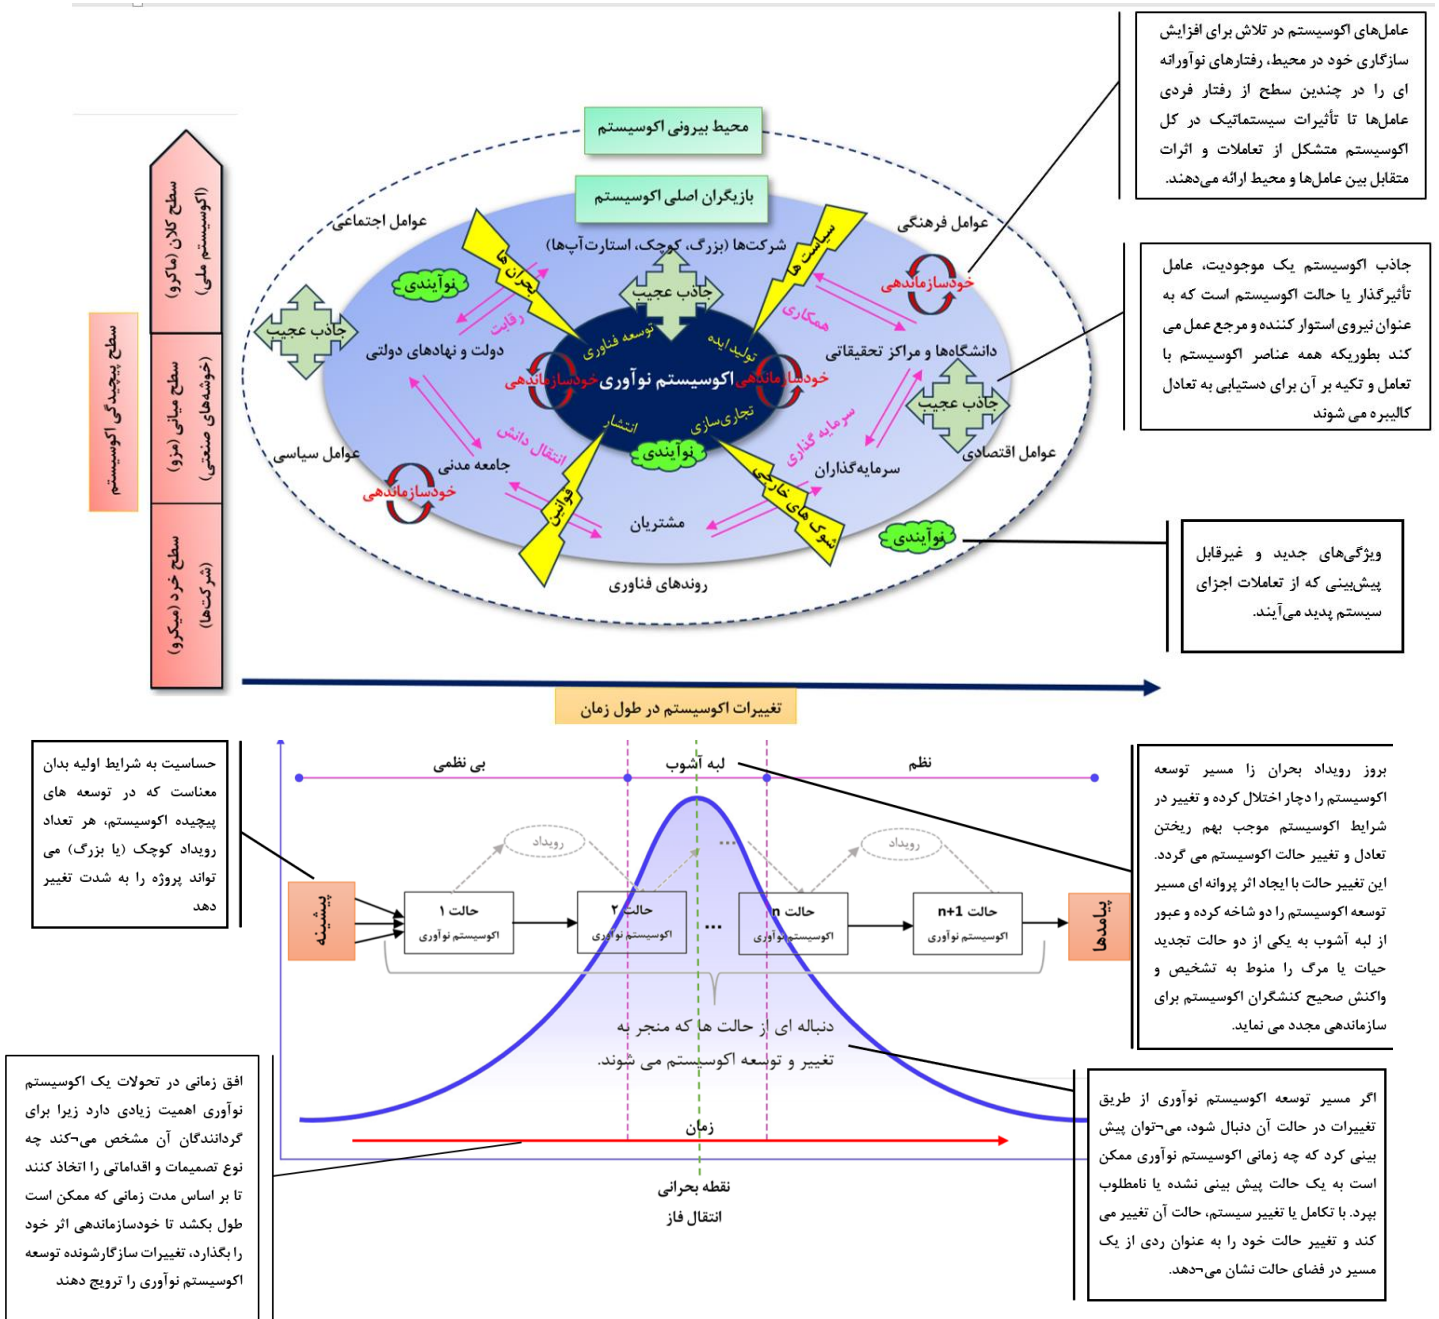 عامل‌های اکوسیستم در تلاش برای افزایش
سازگاری خود در محیط، رفتارهای نوآورانه
ای را در چندین سطح از رفتار فردی
عامل‌ها تا تأثیرات سیستماتیک در کل
اکوسیستم متشکل از تعاملات و اثرات
متقابل بین عامل‌ها و محیط ارائه می‌دهند.
محیط بیرونی اکوسیستم
بازیگران اصلی اکوسیستم
عوامل فرهنگی
عوامل اجتماعی
سیاست ها
بحران ها
شرکت‌ها (بزرگ، کوچک، استارت‌آپ‌ها)
خودسازماندهی
نوآیندی
جاذب عجیب
جاذب عجیب
همکاری
رقابت
توسعه فناوری
تولید ایده
دانشگاه‌ها و مراکز تحقیقاتی
دولت و نهادهای دولتی
خودسازماندهی
اکوسیستم نوآوری
خودسازماندهی
جاذب عجیب
تجاری‌سازی
انتشار
سرمایه گذاری
انتقال دانش
نوآیندی
عوامل اقتصادی
عوامل سیاسی
سرمایه‌گذاران
جامعه مدنی
خودسازماندهی
شوک های خارجی
قوانین
مشتریان
نوآیندی
روندهای فناوری
جاذب اکوسیستم یک موجودیت، عامل
تأثیرگذار یا حالت اکوسیستم است که به
عنوان نیروی استوار کننده و مرجع عمل می
کند بطوریکه همه عناصر اکوسیستم با
تعامل و تکیه بر آن برای دستیابی به تعادل
کالیبره می شوند
ویژگی‌های جدید و غیرقابل
پیش‌بینی که از تعاملات اجزای
سیستم پدید می‌آیند.
سطح پیچیدگی اکوسیستم
سطح کلان (ماکرو)
(اکوسیستم ملی)
سطح میانی (مزو)
(خوشه‌های صنعتی)
سطح خرد (میکرو)
(شرکت‌ها)
تغییرات اکوسیستم در طول زمان
حساسیت به شرایط اولیه بدان
معناست که در توسعه های
پیچیده اکوسیستم، هر تعداد
رویداد کوچک (یا بزرگ) می
تواند پروژه را به شدت تغییر
دهد
بی نظمی
لبه آشوب
نظم
رویداد
...
رویداد
پیشینه
حالت ۱
اکوسیستم نوآوری
حالت ۲
اکوسیستم نوآوری
...
حالت n
اکوسیستم نوآوری
حالت n+1
اکوسیستم نوآوری
پیامدها
دنباله ای از حالت ها که منجر به
تغییر و توسعه اکوسیستم می شوند.
زمان
نقطه بحرانی
انتقال فاز
بروز رویداد بحران زا مسیر توسعه
اکوسیستم را دچار اختلال کرده و تغییر در
شرایط اکوسیستم موجب بهم ریختن
تعادل و تغییر حالت اکوسیستم می گردد.
این تغییر حالت با ایجاد اثر پروانه ای مسیر
توسعه اکوسیستم را دو شاخه کرده و عبور
از لبه آشوب به یکی از دو حالت تجدید
حیات یا مرگ را منوط به تشخیص و
واکنش صحیح کنشگران اکوسیستم برای
سازماندهی مجدد می نماید.
اگر مسیر توسعه اکوسیستم نوآوری از طریق
تغییرات در حالت آن دنبال شود، می¬توان پیش
بینی کرد که چه زمانی اکوسیستم نوآوری ممکن
است به یک حالت پیش بینی نشده یا نامطلوب
بپرد. با تکامل یا تغییر سیستم، حالت آن تغییر می
کند و تغییر حالت خود را به عنوان ردی از یک
مسیر در فضای حالت نشان می¬دهد.
افق زمانی در تحولات یک اکوسیستم
نوآوری اهمیت زیادی دارد زیرا برای
گردانندگان آن مشخص می¬کند چه
نوع تصمیمات و اقداماتی را اتخاذ کنند
تا بر اساس مدت زمانی که ممکن است
طول بکشد تا خودسازماندهی اثر خود
را بگذارد، تغییرات سازگارشونده توسعه
اکوسیستم نوآوری را ترویج دهند